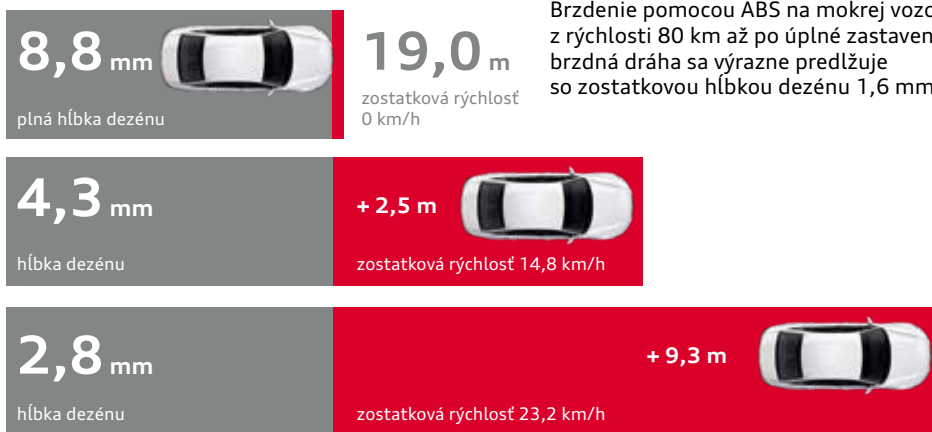 8,8 mm
plná hĺbka dezénu
19,0 m
zostatková rýchlosť
0 km/h
Brzdenie pomocou ABS na mokrej
z rýchlosti 80 km až po úplné
brzdná dráha sa výrazne predlžuje
so zostatkovou hĺbkou dezénu 1,6 mm
4,3 mm
hĺbka dezénu
+ 2,5 m
zostatková rýchlosť 14,8 km/h
2,8 mm
hĺbka dezénu
+ 9,3 m
zostatková rýchlosť 23,2 km/h